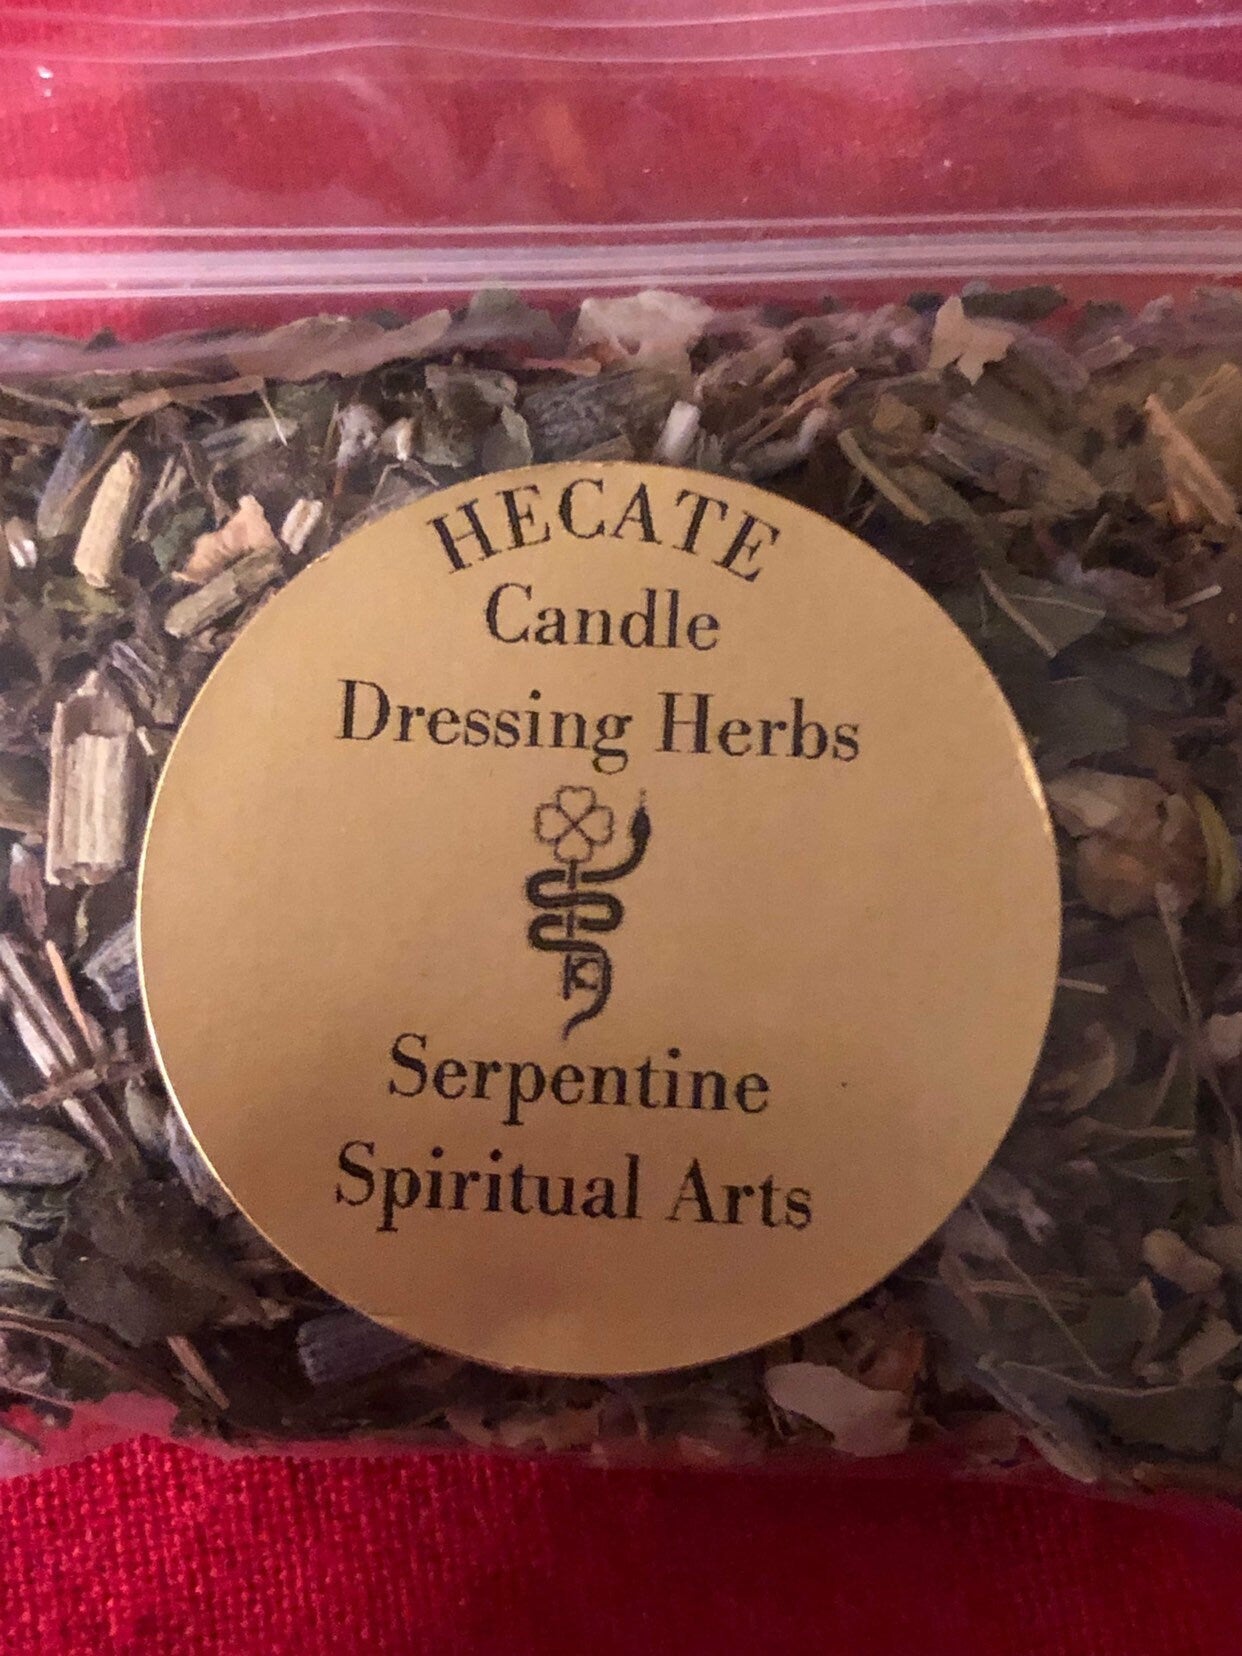 HECATE
Candle
Dressing Herbs
Serpentine
Spiritual Arts